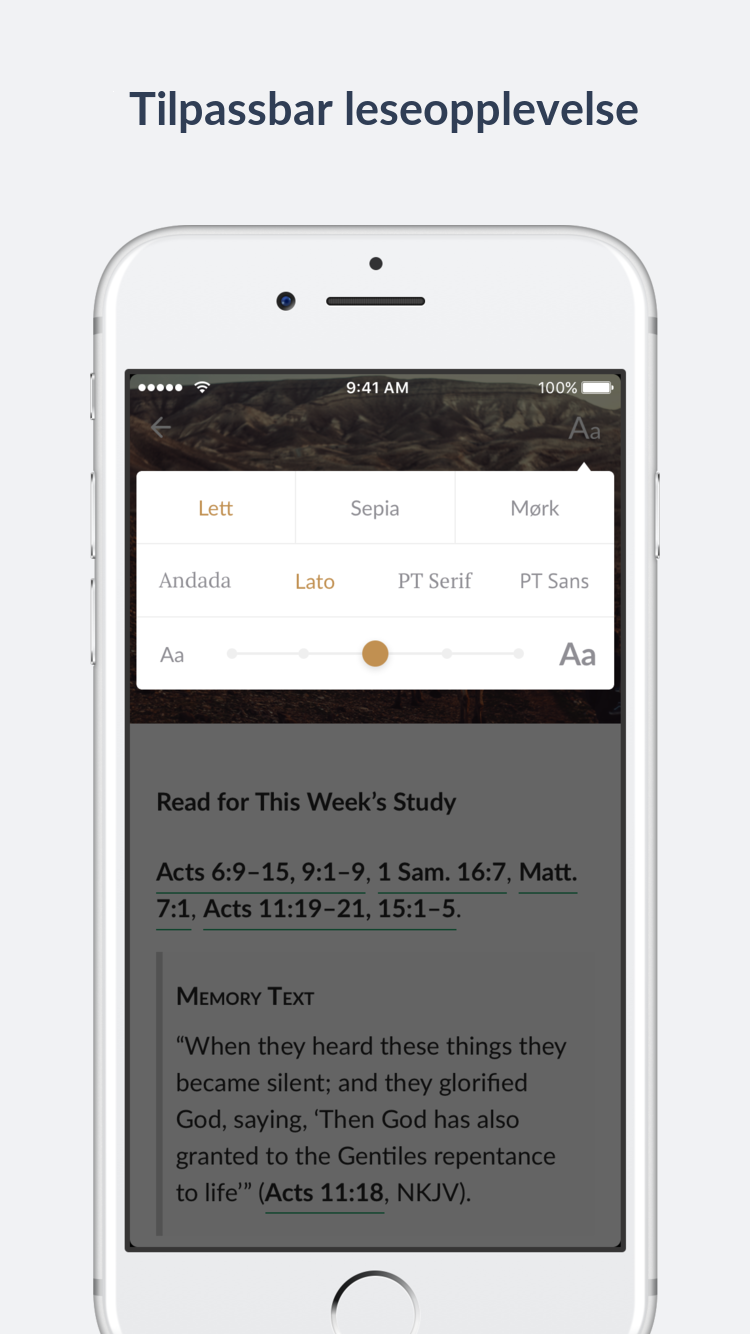 Tilpassbar leseopplevelse
9:41 AM 100%
Aa
Lett Sepia Mørk
Andada Lato PT Serif PT Sans
Aa Aa
Read for This Week’s Study
Acts 6:9–15, 9:1–9, 1 Sam. 16:7, Matt.
7:1, Acts 11:19–21, 15:1–5.
Memory Text
“When they heard these things they
became silent; and they glorified
God, saying, ‘Then God has also
granted to the Gentiles repentance
to life’” (Acts 11:18, NKJV).